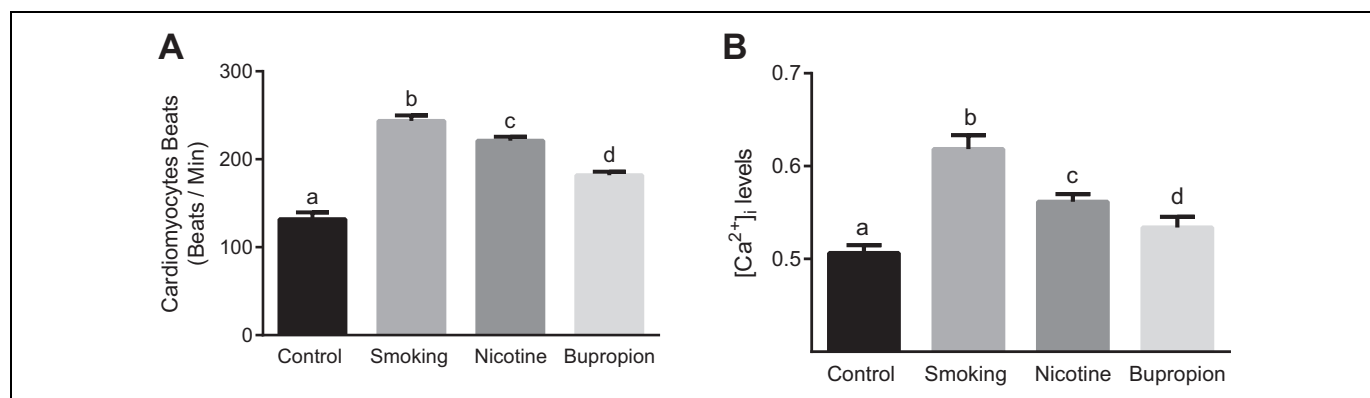 A
Cardiomyocytes Beats
(Beats / Min)
300
200
100
0
a
b
c
d
Control Smoking Nicotine Bupropion
B
[Ca²⁺]ᵢ levels
0.7
0.6
0.5
a
b
c
d
Control Smoking Nicotine Bupropion